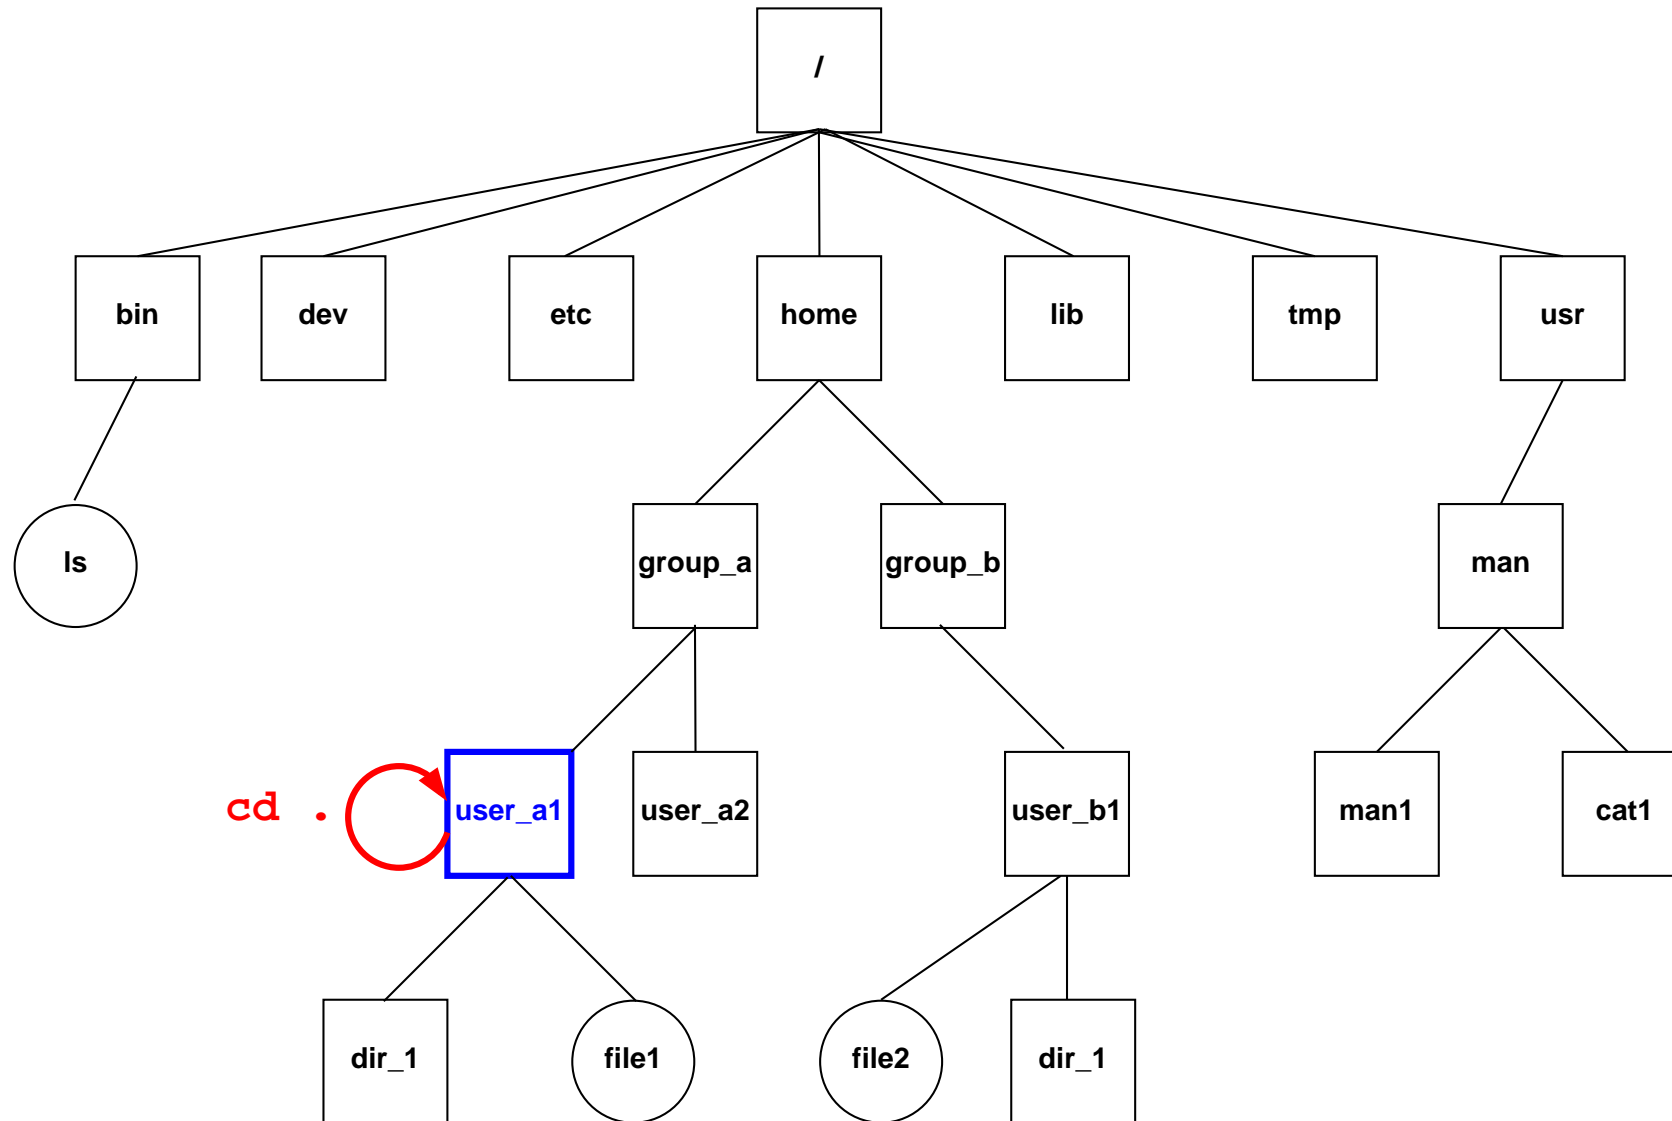 /
bin dev etc home lib tmp usr
ls group_a group_b man
cd . user_a1 user_a2 user_b1 man1 cat1
dir_1 file1 file2 dir_1